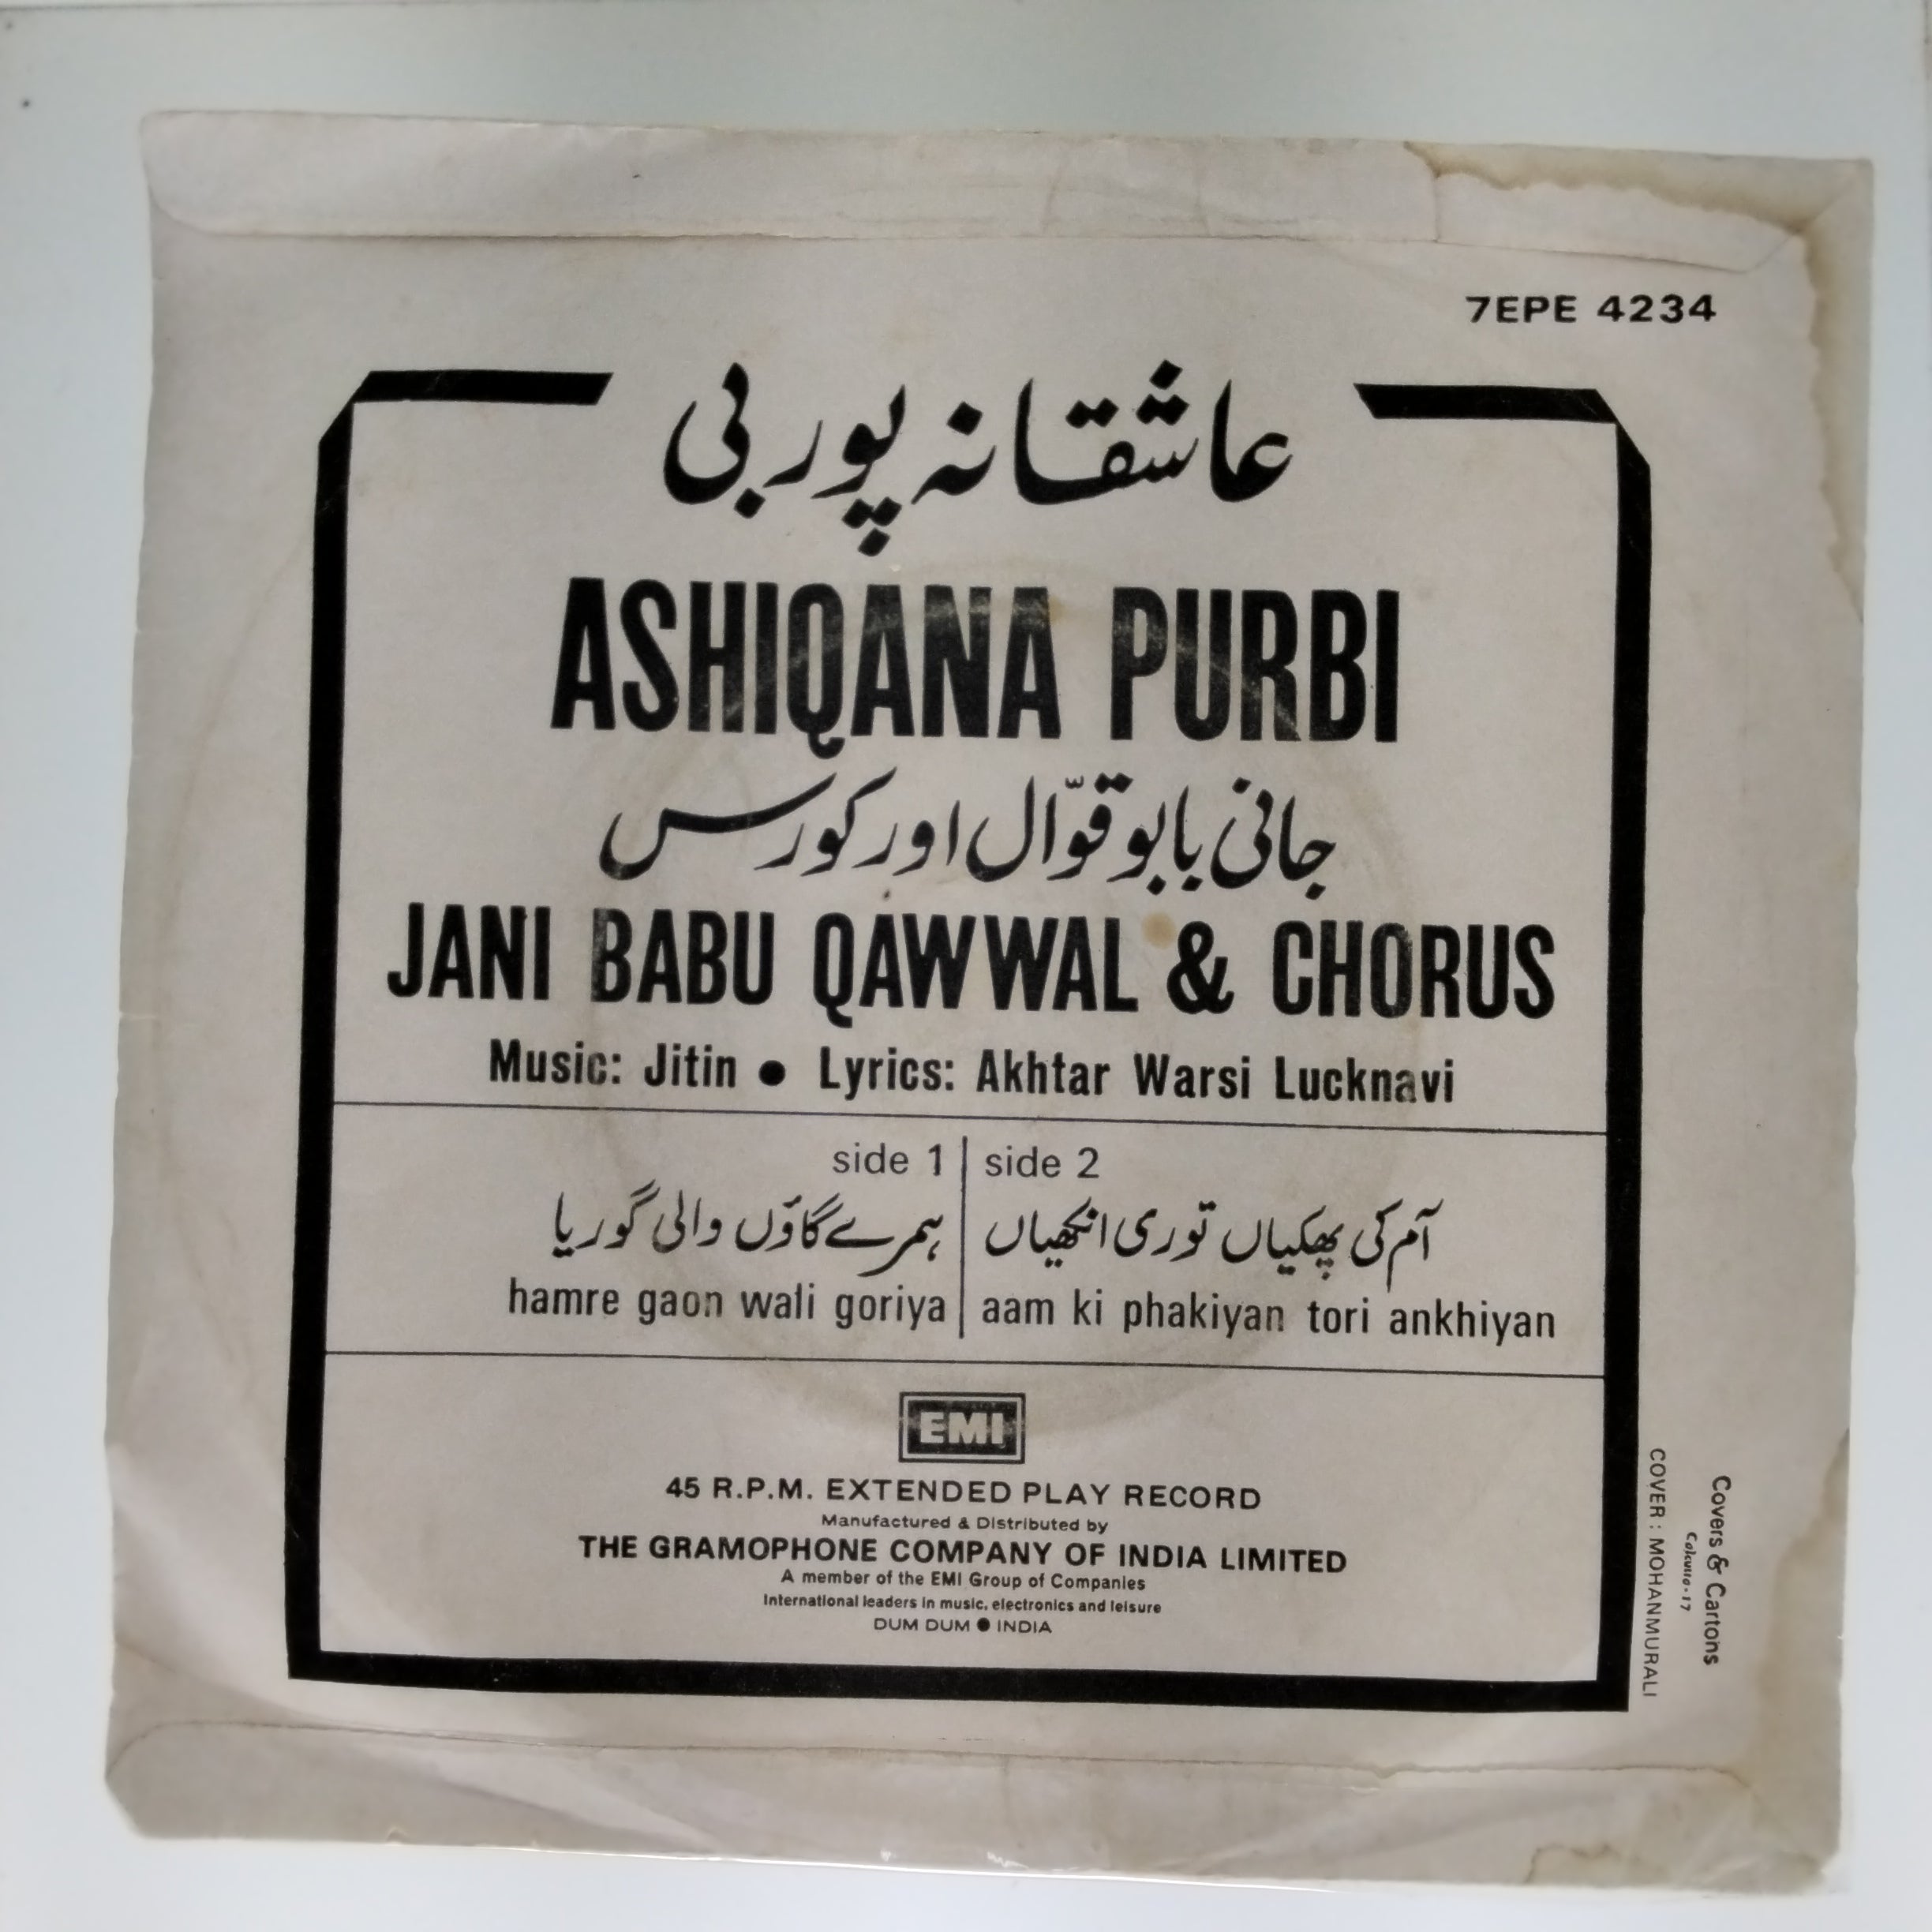 7EPE 4234
عاشقانہ پوربی
ASHIQANA PURBI
جانی بابو قوّال اور کورس
JANI BABU QAWWAL & CHORUS
Music: Jitin ● Lyrics: Akhtar Warsi Lucknavi
side 1
ہمرے گاؤں والی گوریا
hamre gaon wali goriya
side 2
آم کی پھکیاں توری انکھیاں
aam ki phakiyan tori ankhiyan
EMI
45 R.P.M. EXTENDED PLAY RECORD
Manufactured & Distributed by
THE GRAMOPHONE COMPANY OF INDIA LIMITED
A member of the EMI Group of Companies
International leaders in music, electronics and leisure
DUM DUM ● INDIA
COVER : MOHANMURALI
Covers & Cartons
Calcutta-17